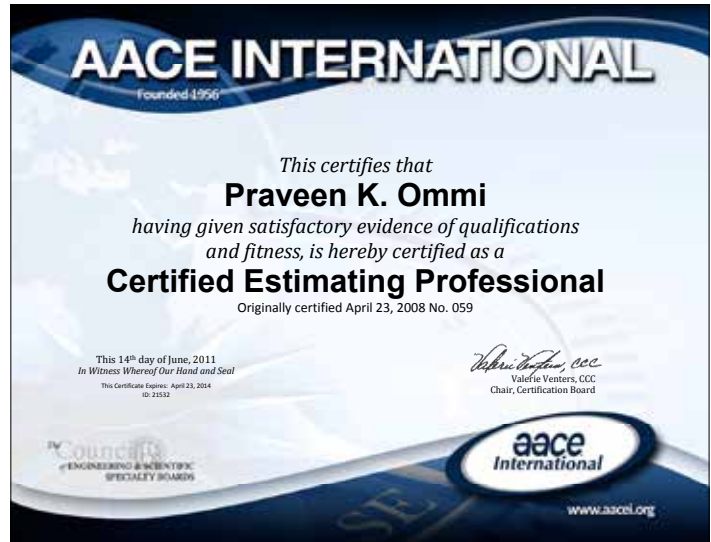 AACE INTERNATIONAL
Founded 1956
This certifies that
Praveen K. Ommi
having given satisfactory evidence of qualifications
and fitness, is hereby certified as a
Certified Estimating Professional
Originally certified April 23, 2008 No. 059
This 14th day of June, 2011
In Witness Whereof Our Hand and Seal
This Certificate Expires: April 23, 2014
ID: 21532
Valerie Venters, CCC
Valerie Venters, CCC
Chair, Certification Board
The Council
of ENGINEERING & SCIENTIFIC
SPECIALTY BOARDS
aace
International
www.aacei.org